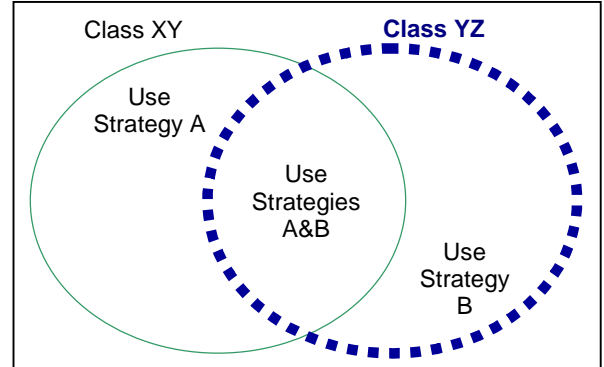 Class XY
Class YZ
Use
Strategy A
Use
Strategies
A&B
Use
Strategy
B